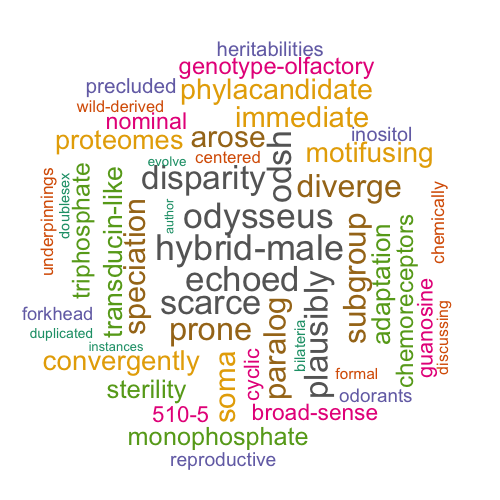 heritabilities
genotype-olfactory
precluded
phylacandidate
wild-derived
nominal
immediate
inositol
proteomes
arose
odsh
motifusing
evolve
centered
disparity
diverge
underpinnings
doublesex
triphosphate
transducin-like
speciation
author
odysseus
hybrid-male
echoed
scarce
subgroup
adaptation
chemoreceptors
chemically
guanosine
discussing
forkhead
duplicated
instances
prone
paralog
bilateria
plausibly
convergently
soma
cyclic
formal
odorants
sterility
510-5
broad-sense
monophosphate
reproductive